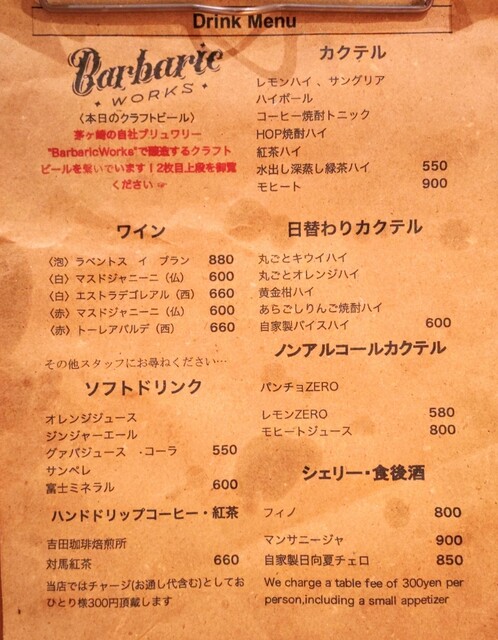 Drink Menu
Barbaric
WORKS
〈本日のクラフトビール〉
茅ヶ崎の自社ブリュワリー
"BarbaricWorks"で醸造するクラフト
ビールを繋いでいます！2枚目上段を御覧
ください☞
ワイン
〈泡〉ラベントス イ ブラン 880
〈白〉マスドジャニーニ（仏） 600
〈白〉エストラデゴレアル（西） 660
〈赤〉マスドジャニーニ（仏） 600
〈赤〉トーレアバルデ（西） 660
その他スタッフにお尋ねください…
ソフトドリンク
オレンジジュース
ジンジャーエール
グァバジュース ・コーラ 550
サンペレ
富士ミネラル 600
ハンドドリップコーヒー・紅茶
吉田珈琲焙煎所
対馬紅茶 660
当店ではチャージ(お通し代含む)としてお
ひとり様300円頂戴します
カクテル
レモンハイ 、サングリア
ハイボール
コーヒー焼酎トニック
HOP焼酎ハイ
紅茶ハイ
水出し深蒸し緑茶ハイ 550
モヒート 900
日替わりカクテル
丸ごとキウイハイ
丸ごとオレンジハイ
黄金柑ハイ
あらごしりんご焼酎ハイ
自家製バイスハイ 600
ノンアルコールカクテル
バンチョZERO
レモンZERO 580
モヒートジュース 800
シェリー・食後酒
フィノ 800
マンサニージャ 900
自家製日向夏チェロ 850
We charge a table fee of 300yen per
person,including a small appetizer